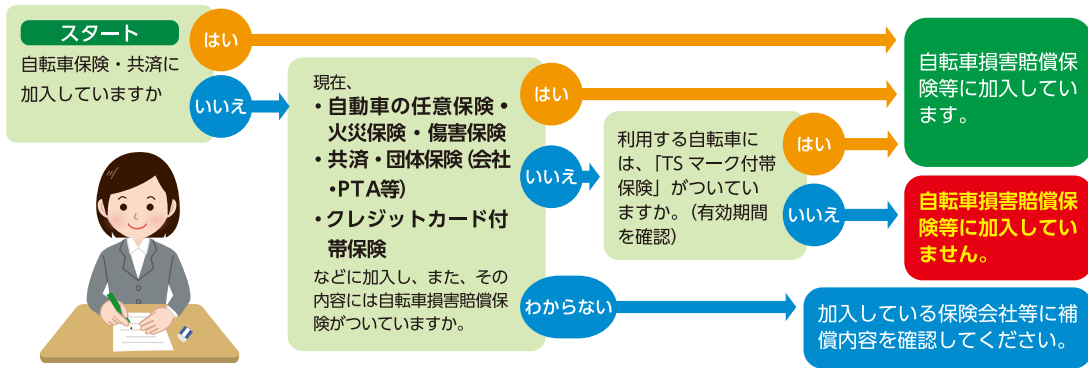 スタート
自転車保険・共済に
加入していますか
はい
いいえ
現在、
・自動車の任意保険・
火災保険・傷害保険
・共済・団体保険（会社
・PTA等）
・クレジットカード付
帯保険
などに加入し、また、その
内容には自転車損害賠償保
険がついていますか。
はい
いいえ
わからない
利用する自転車に
は、「TSマーク付帯
保険」がついてい
ますか。（有効期間
を確認）
はい
いいえ
自転車損害賠償保
険等に加入してい
ます。
自転車損害賠償保
険等に加入してい
ません。
加入している保険会社等に補
償内容を確認してください。